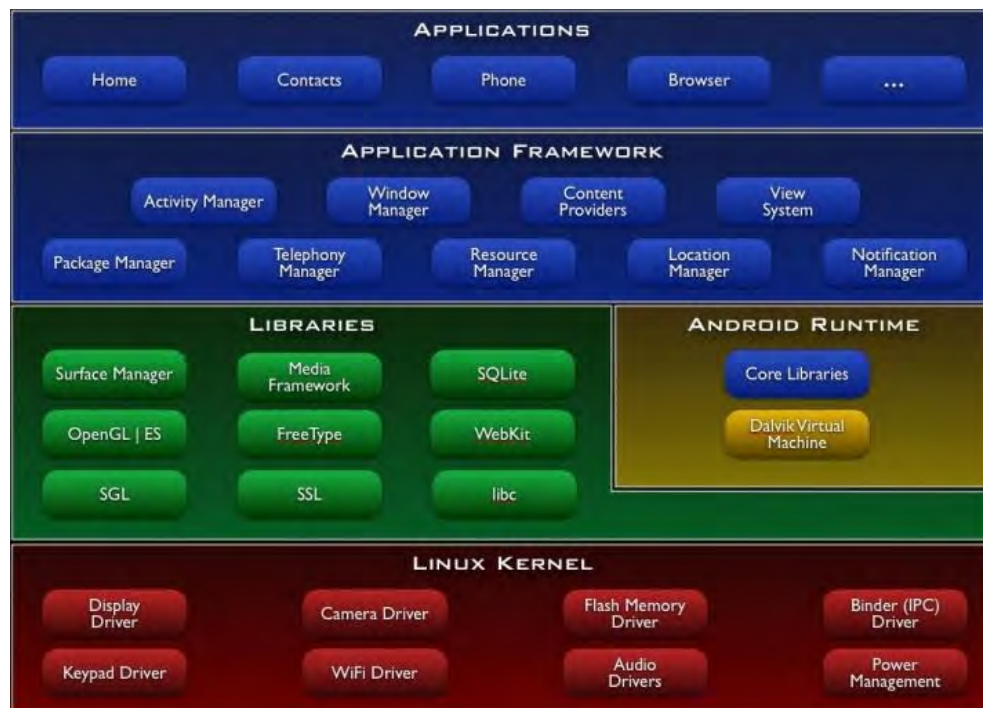 APPLICATIONS
Home
Contacts
Phone
Browser
...
APPLICATION FRAMEWORK
Activity Manager
Window
Manager
Content
Providers
View
System
Package Manager
Telephony
Manager
Resource
Manager
Location
Manager
Notification
Manager
LIBRARIES
Surface Manager
Media
Framework
SQLite
OpenGL | ES
FreeType
WebKit
SGL
SSL
libc
ANDROID RUNTIME
Core Libraries
Dalvik Virtual
Machine
LINUX KERNEL
Display
Driver
Camera Driver
Flash Memory
Driver
Binder (IPC)
Driver
Keypad Driver
WiFi Driver
Audio
Drivers
Power
Management